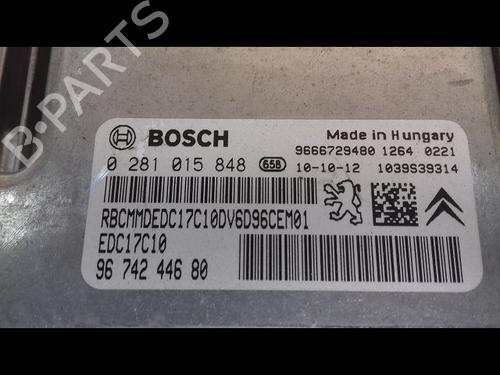 B-PARTS
BOSCH
Made in Hungary
9666729480 1264 0221
0 281 015 848 65B 10-10-12 1039S39314
RBCMMDEDC17C10DV6D96CEM01
EDC17C10
96 742 446 80